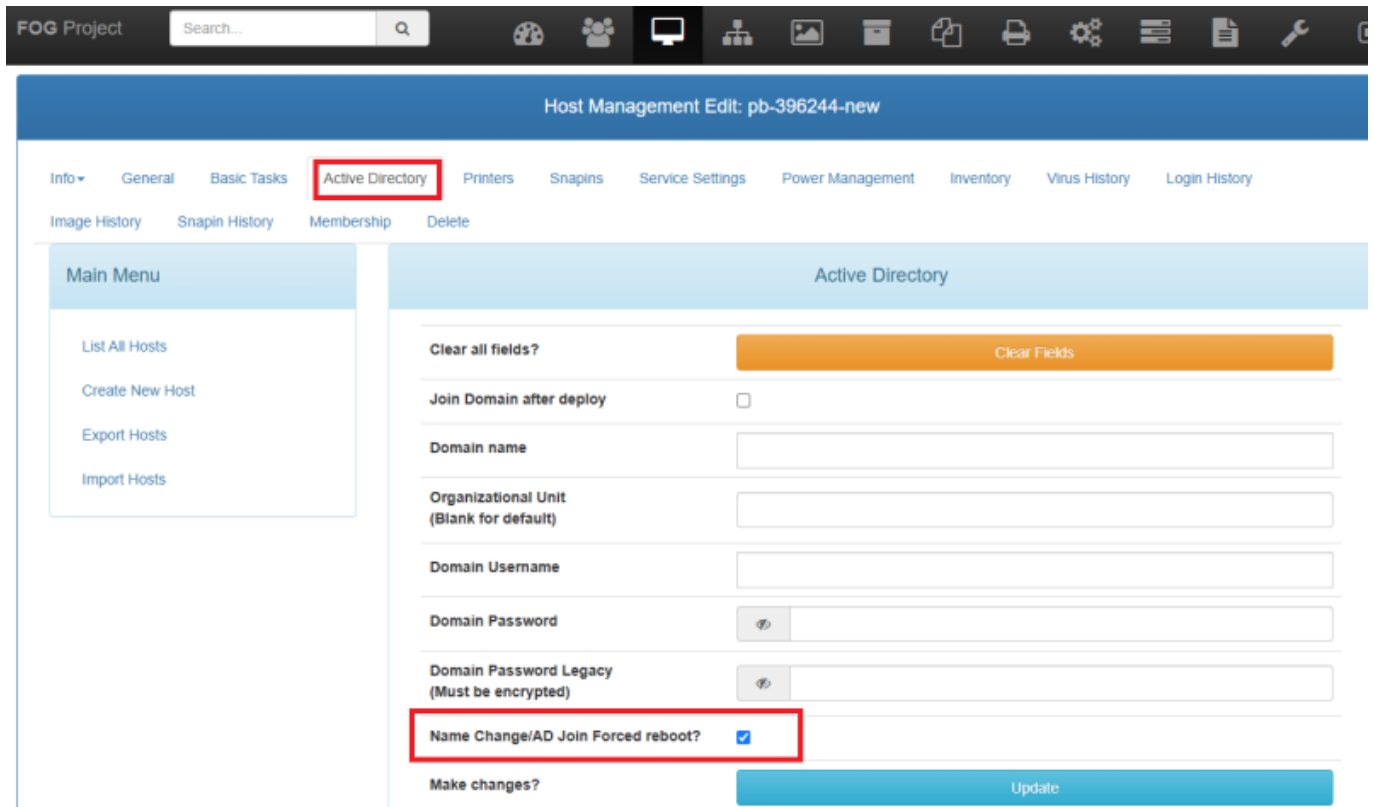 FOG Project Search...
Host Management Edit: pb-396244-new
Info General Basic Tasks Active Directory Printers Snapins Service Settings Power Management Inventory Virus History Login History
Image History Snapin History Membership Delete
Main Menu
List All Hosts
Create New Host
Export Hosts
Import Hosts
Active Directory
Clear all fields? Clear Fields
Join Domain after deploy
Domain name
Organizational Unit
(Blank for default)
Domain Username
Domain Password
Domain Password Legacy
(Must be encrypted)
Name Change/AD Join Forced reboot?
Make changes? Update